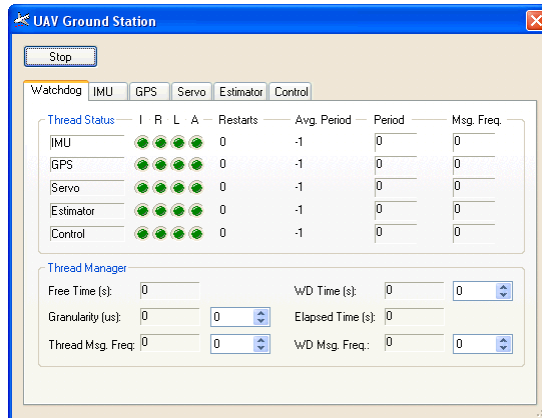 UAV Ground Station
Stop
Watchdog IMU GPS Servo Estimator Control
Thread Status I R L A Restarts Avg. Period Period Msg. Freq.
IMU 0 -1 0 0
GPS 0 -1 0 0
Servo 0 -1 0 0
Estimator 0 -1 0 0
Control 0 -1 0 0
Thread Manager
Free Time (s): 0 WD Time (s): 0 0
Granularity (us): 0 0 Elapsed Time (s): 0
Thread Msg. Freq: 0 0 WD Msg. Freq.: 0 0